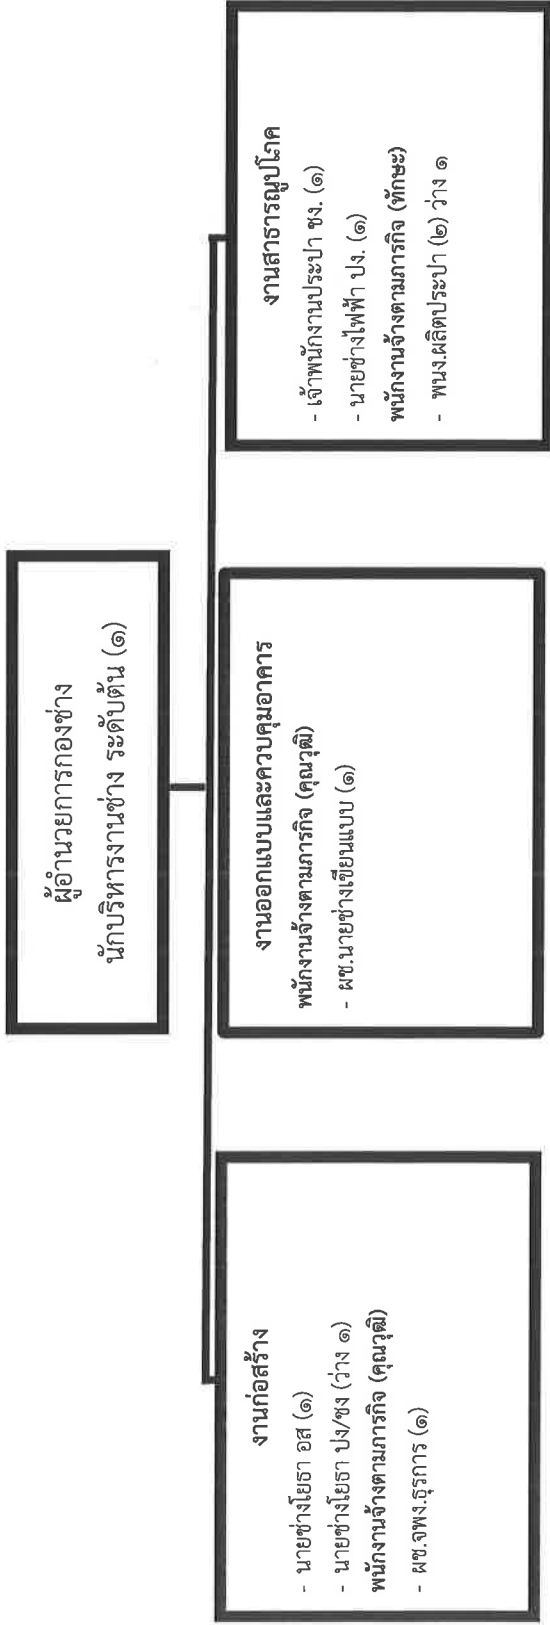 ผู้อำนวยการกองช่าง
นักบริหารงานช่าง ระดับต้น (๑)
งานก่อสร้าง
- นายช่างโยธา อส (๑)
- นายช่างโยธา ปง/ชง (ว่าง ๑)
พนักงานจ้างตามภารกิจ (คุณวุฒิ)
- ผช.จพง.ธุรการ (๑)
งานออกแบบและควบคุมอาคาร
พนักงานจ้างตามภารกิจ (คุณวุฒิ)
- ผช.นายช่างเขียนแบบ (๑)
งานสาธารณูปโภค
- เจ้าพนักงานประปา ชง. (๑)
- นายช่างไฟฟ้า ปง. (๑)
พนักงานจ้างตามภารกิจ (ทักษะ)
- พนง.ผลิตประปา (๒) ว่าง ๑